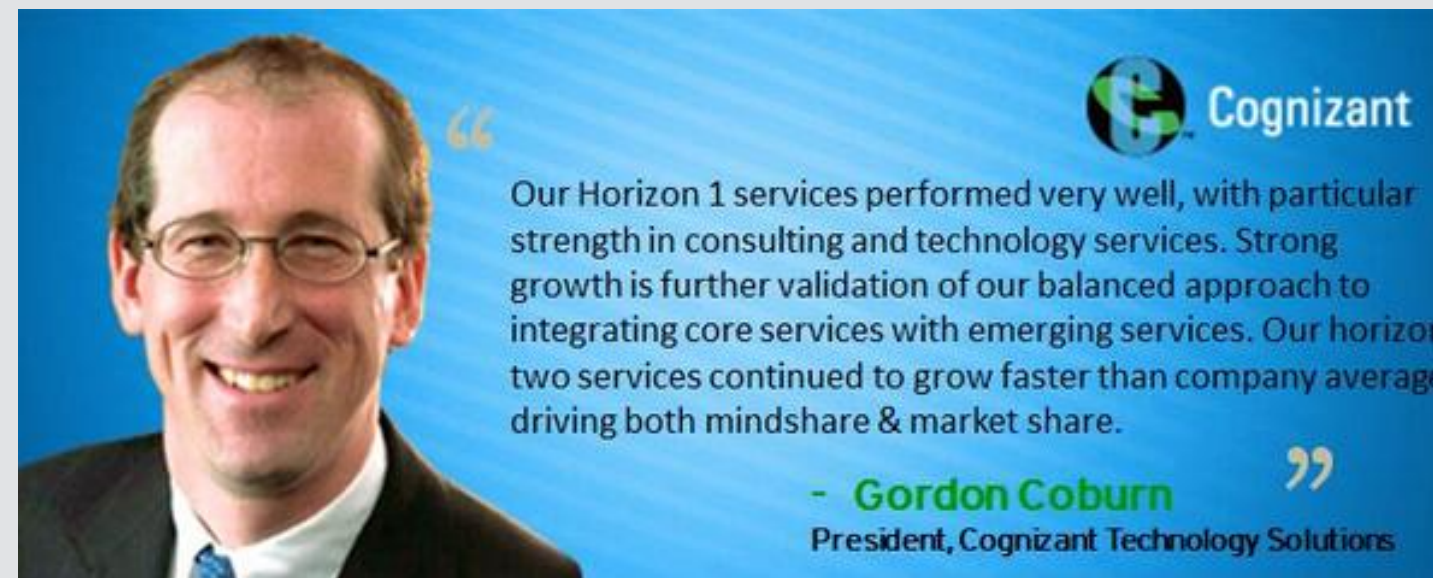 Cognizant
“
Our Horizon 1 services performed very well, with particular
strength in consulting and technology services. Strong
growth is further validation of our balanced approach to
integrating core services with emerging services. Our horizon
two services continued to grow faster than company average
driving both mindshare & market share.
”
- Gordon Coburn
President, Cognizant Technology Solutions